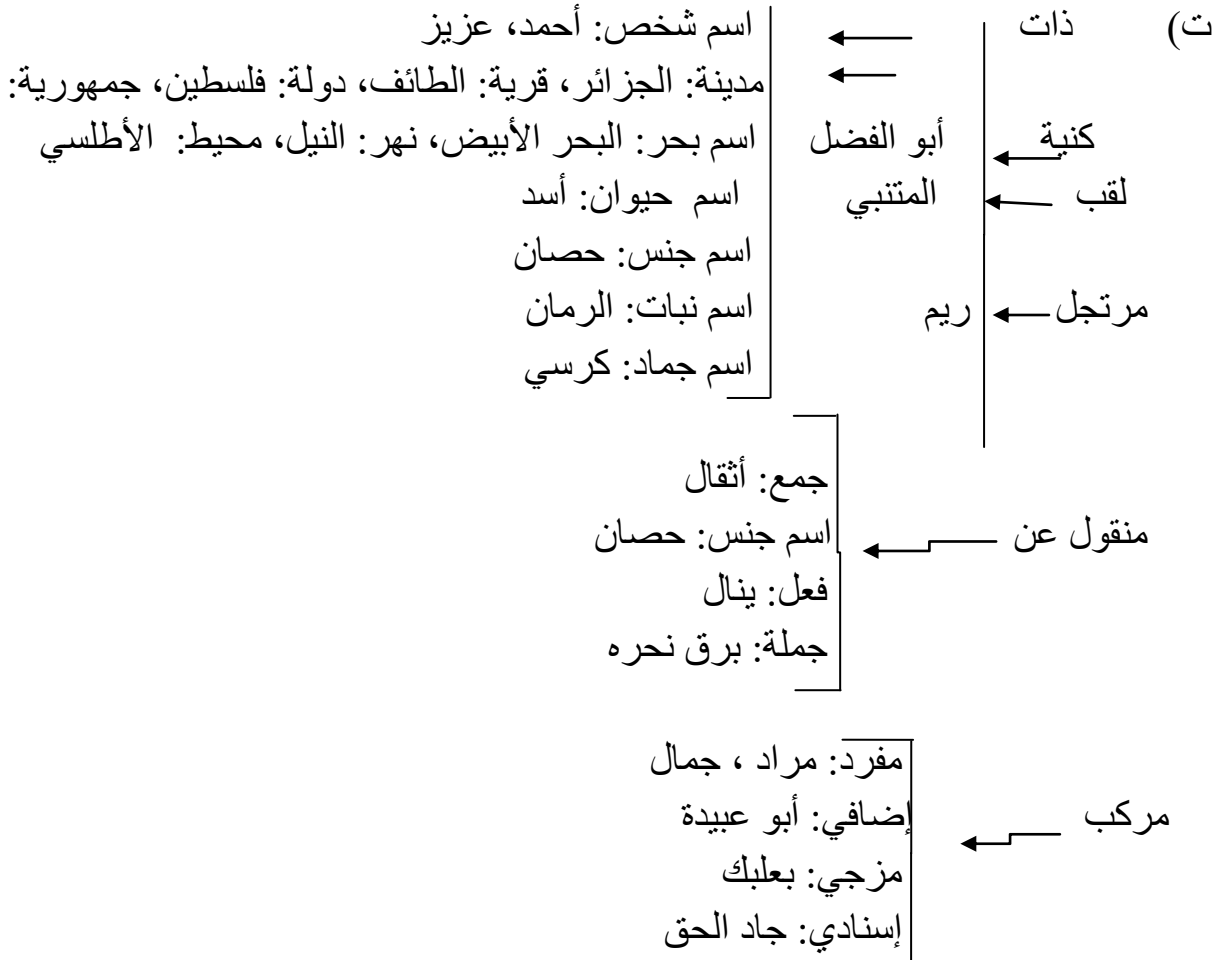 ت) ذات اسم شخص: أحمد، عزيز
مدينة: الجزائر، قرية: الطائف، دولة: فلسطين، جمهورية:
كنية أبو الفضل اسم بحر: البحر الأبيض، نهر: النيل، محيط: الأطلسي
لقب المتنبي اسم حيوان: أسد
اسم جنس: حصان
مرتجل ريم اسم نبات: الرمان
اسم جماد: كرسي
جمع: أثقال
منقول عن اسم جنس: حصان
فعل: ينال
جملة: برق نحره
مفرد: مراد ، جمال
مركب إضافي: أبو عبيدة
مزجي: بعلبك
إسنادي: جاد الحق